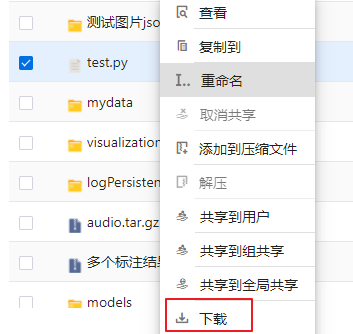 测试图片jso
test.py
mydata
visualization
logPersisten
audio.tar.gz
多个标注结果
models
查看
复制到
重命名
取消共享
添加到压缩文件
解压
共享到用户
共享到组共享
共享到全局共享
下载